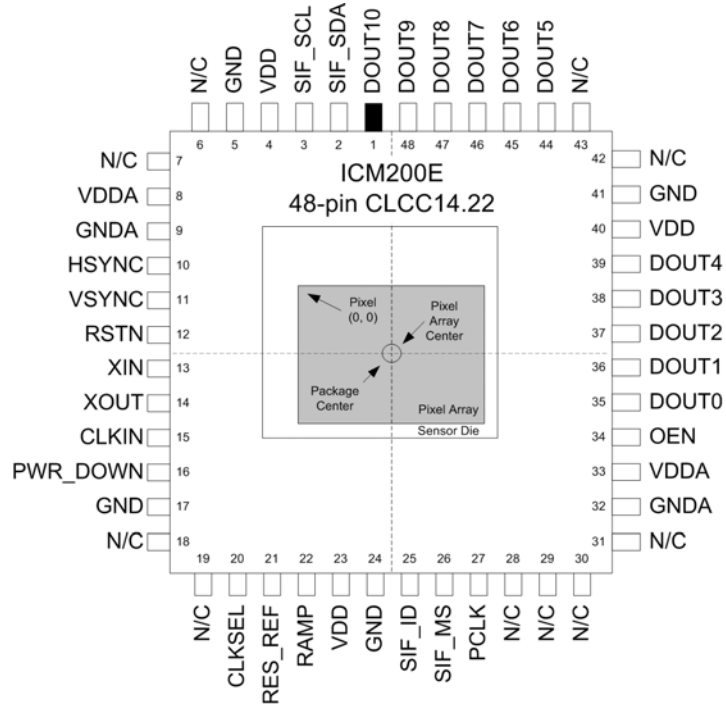 N/C GND VDD SIF_SCL SIF_SDA DOUT10 DOUT9 DOUT8 DOUT7 DOUT6 DOUT5 N/C
6 5 4 3 2 1 48 47 46 45 44 43
ICM200E
48-pin CLCC14.22
N/C 7
VDDA 8
GNDA 9
HSYNC 10
VSYNC 11
RSTN 12
XIN 13
XOUT 14
CLKIN 15
PWR_DOWN 16
GND 17
N/C 18
Pixel
(0, 0)
Pixel
Array
Center
Package
Center
Pixel Array
Sensor Die
42 N/C
41 GND
40 VDD
39 DOUT4
38 DOUT3
37 DOUT2
36 DOUT1
35 DOUT0
34 OEN
33 VDDA
32 GNDA
31 N/C
19 20 21 22 23 24 25 26 27 28 29 30
N/C CLKSEL RES_REF RAMP VDD GND SIF_ID SIF_MS PCLK N/C N/C N/C